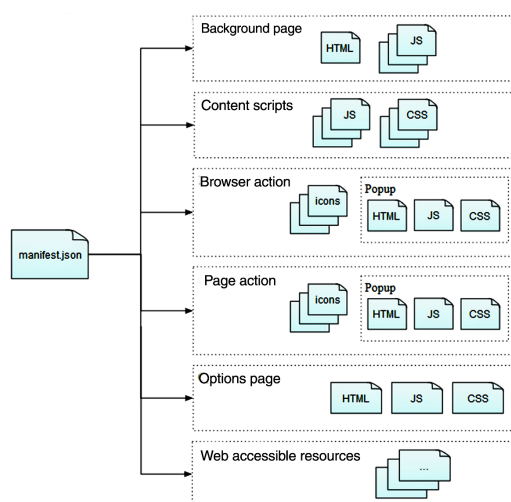 Background page
HTML
JS
Content scripts
JS
CSS
Browser action
icons
Popup
HTML
JS
CSS
manifest.json
Page action
icons
Popup
HTML
JS
CSS
Options page
HTML
JS
CSS
Web accessible resources
...